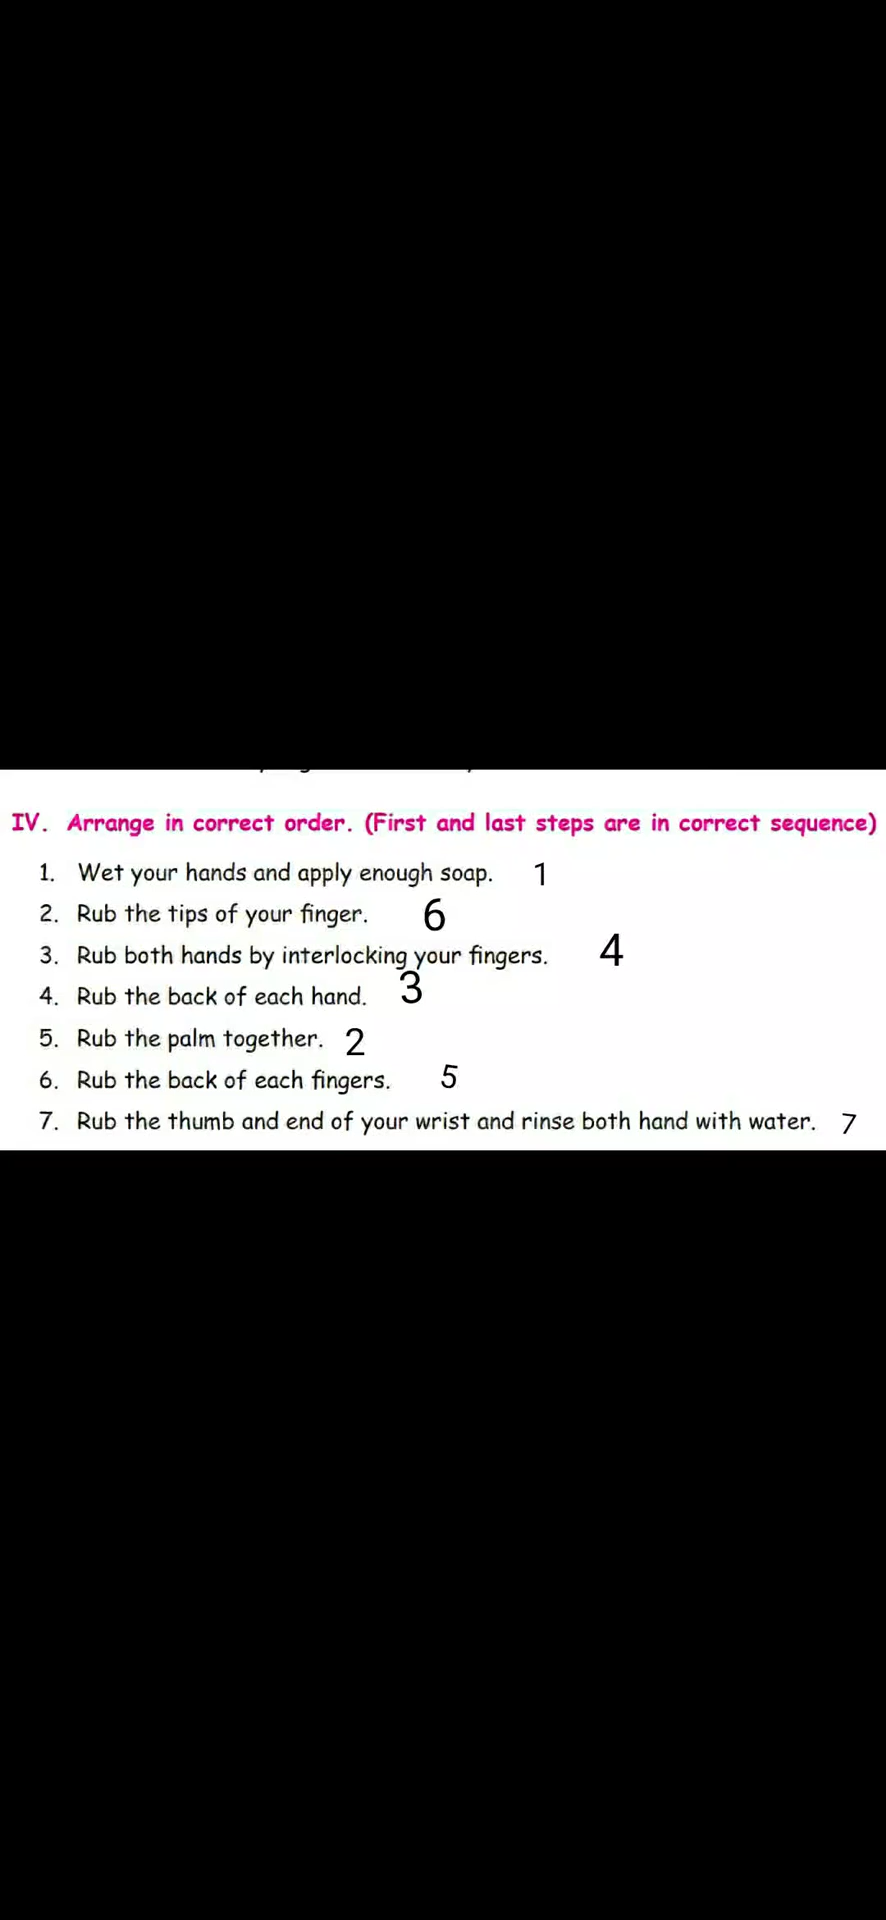 IV. Arrange in correct order. (First and last steps are in correct sequence)
1. Wet your hands and apply enough soap. 1
2. Rub the tips of your finger. 6
3. Rub both hands by interlocking your fingers. 4
4. Rub the back of each hand. 3
5. Rub the palm together. 2
6. Rub the back of each fingers. 5
7. Rub the thumb and end of your wrist and rinse both hand with water. 7